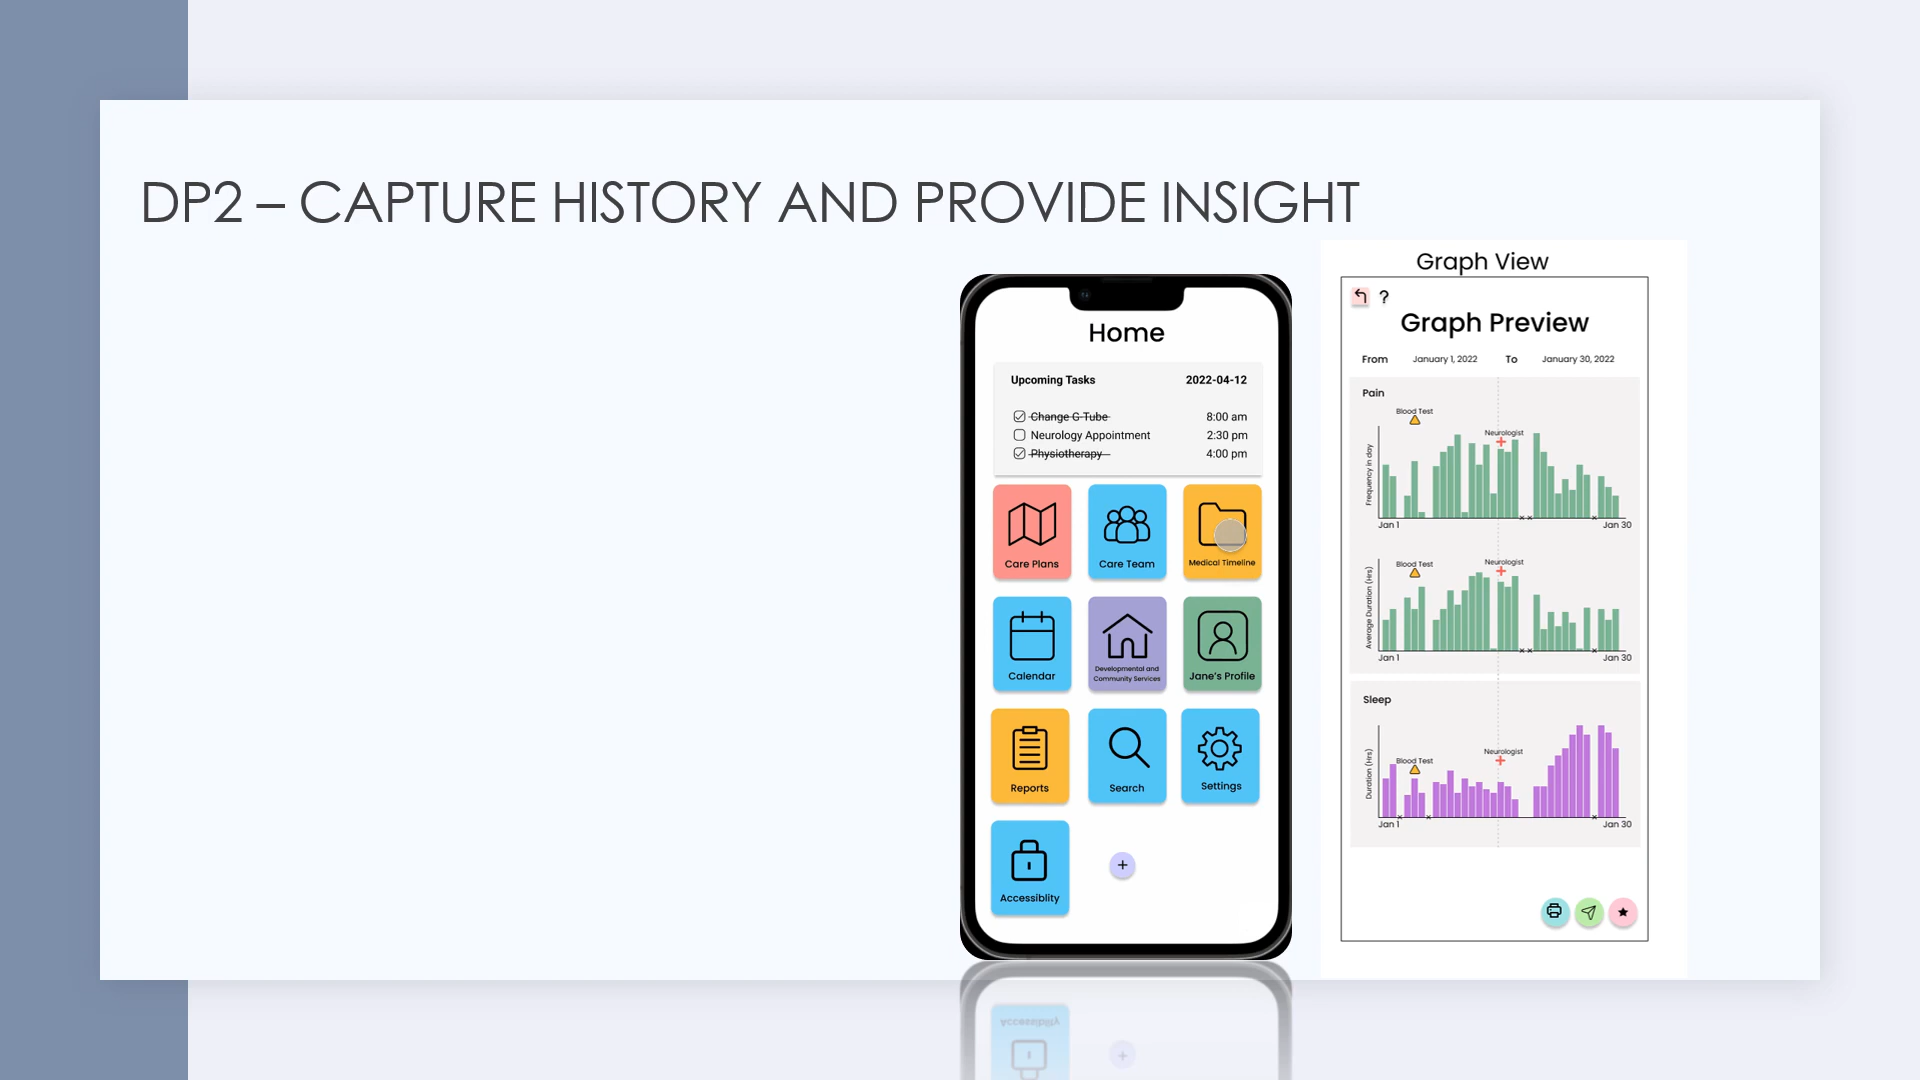 DP2 – CAPTURE HISTORY AND PROVIDE INSIGHT
Home
Upcoming Tasks 2022-04-12
Change G-Tube 8:00 am
Neurology Appointment 2:30 pm
Physiotherapy 4:00 pm
Care Plans
Care Team
Medical Timeline
Calendar
Developmental and
Community Services
Jane's Profile
Reports
Search
Settings
Accessiblity
+
Graph View
?
Graph Preview
From January 1, 2022 To January 30, 2022
Pain
Blood Test
Neurologist
Frequency in day
Jan 1 Jan 30
Blood Test
Neurologist
Average Duration (Hrs)
Jan 1 Jan 30
Sleep
Neurologist
Blood Test
Duration (Hrs)
Jan 1 Jan 30
Accessiblity